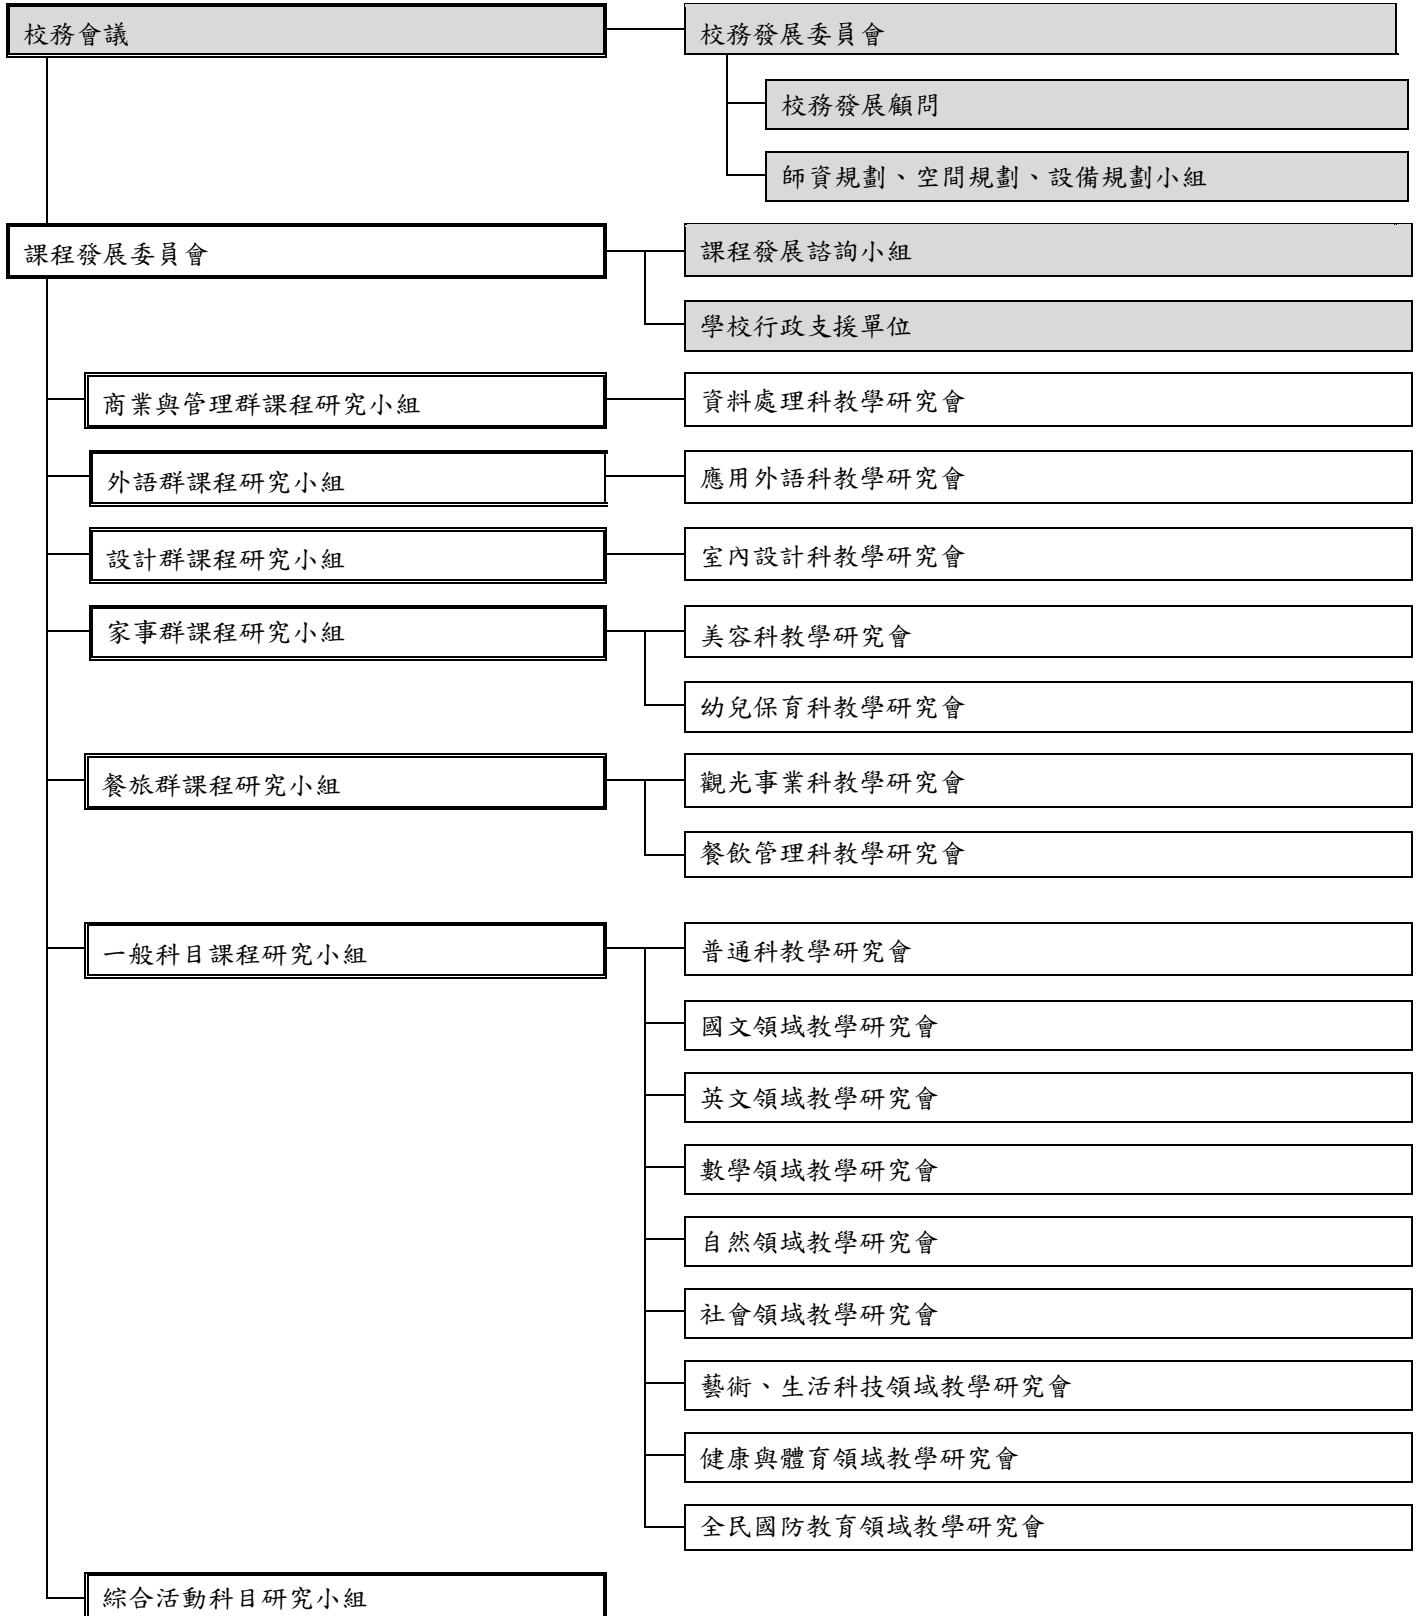 校務會議
校務發展委員會
校務發展顧問
師資規劃、空間規劃、設備規劃小組
課程發展委員會
課程發展諮詢小組
學校行政支援單位
商業與管理群課程研究小組
資料處理科教學研究會
外語群課程研究小組
應用外語科教學研究會
設計群課程研究小組
室內設計科教學研究會
家事群課程研究小組
美容科教學研究會
幼兒保育科教學研究會
餐旅群課程研究小組
觀光事業科教學研究會
餐飲管理科教學研究會
一般科目課程研究小組
普通科教學研究會
國文領域教學研究會
英文領域教學研究會
數學領域教學研究會
自然領域教學研究會
社會領域教學研究會
藝術、生活科技領域教學研究會
健康與體育領域教學研究會
全民國防教育領域教學研究會
綜合活動科目研究小組